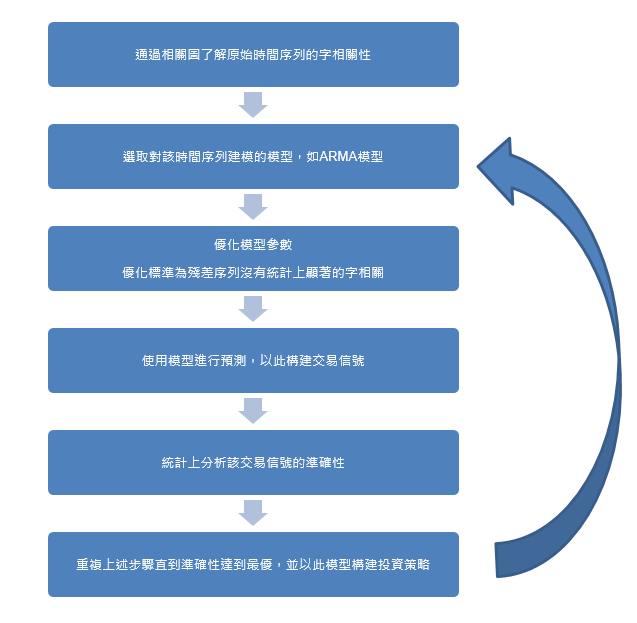 通過相關圖了解原始時間序列的字相關性
選取對該時間序列建模的模型，如ARMA模型
優化模型參數
優化標準為殘差序列沒有統計上顯著的字相關
使用模型進行預測，以此構建交易信號
統計上分析該交易信號的準確性
重複上述步驟直到準確性達到最優，並以此模型構建投資策略